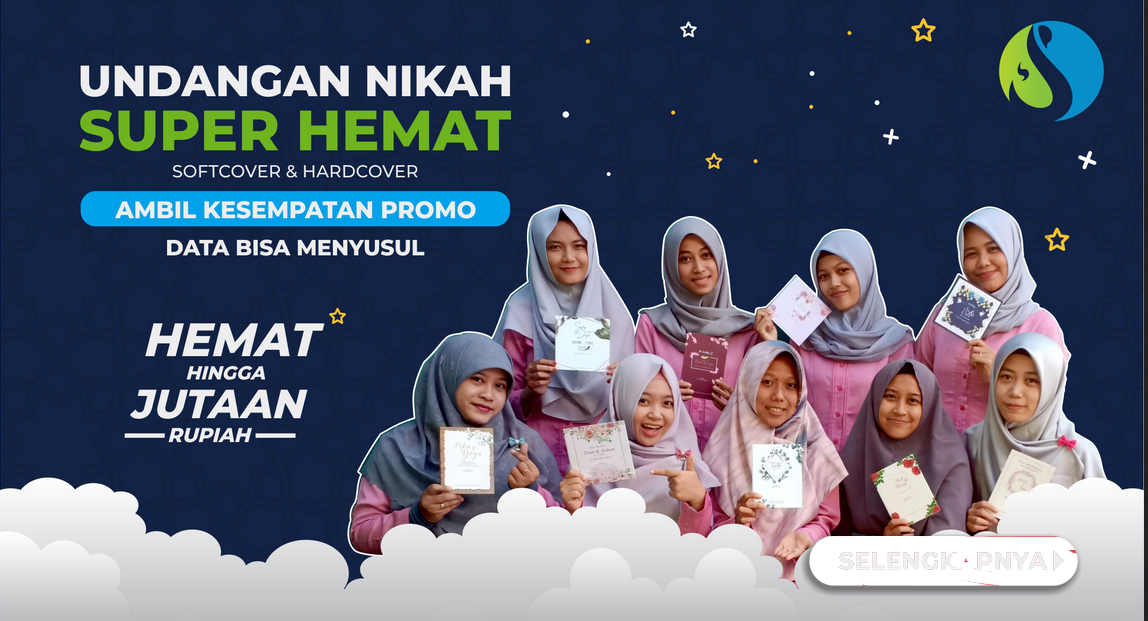 UNDANGAN NIKAH
SUPER HEMAT
SOFTCOVER & HARDCOVER
AMBIL KESEMPATAN PROMO
DATA BISA MENYUSUL
HEMAT
HINGGA
JUTAAN
RUPIAH